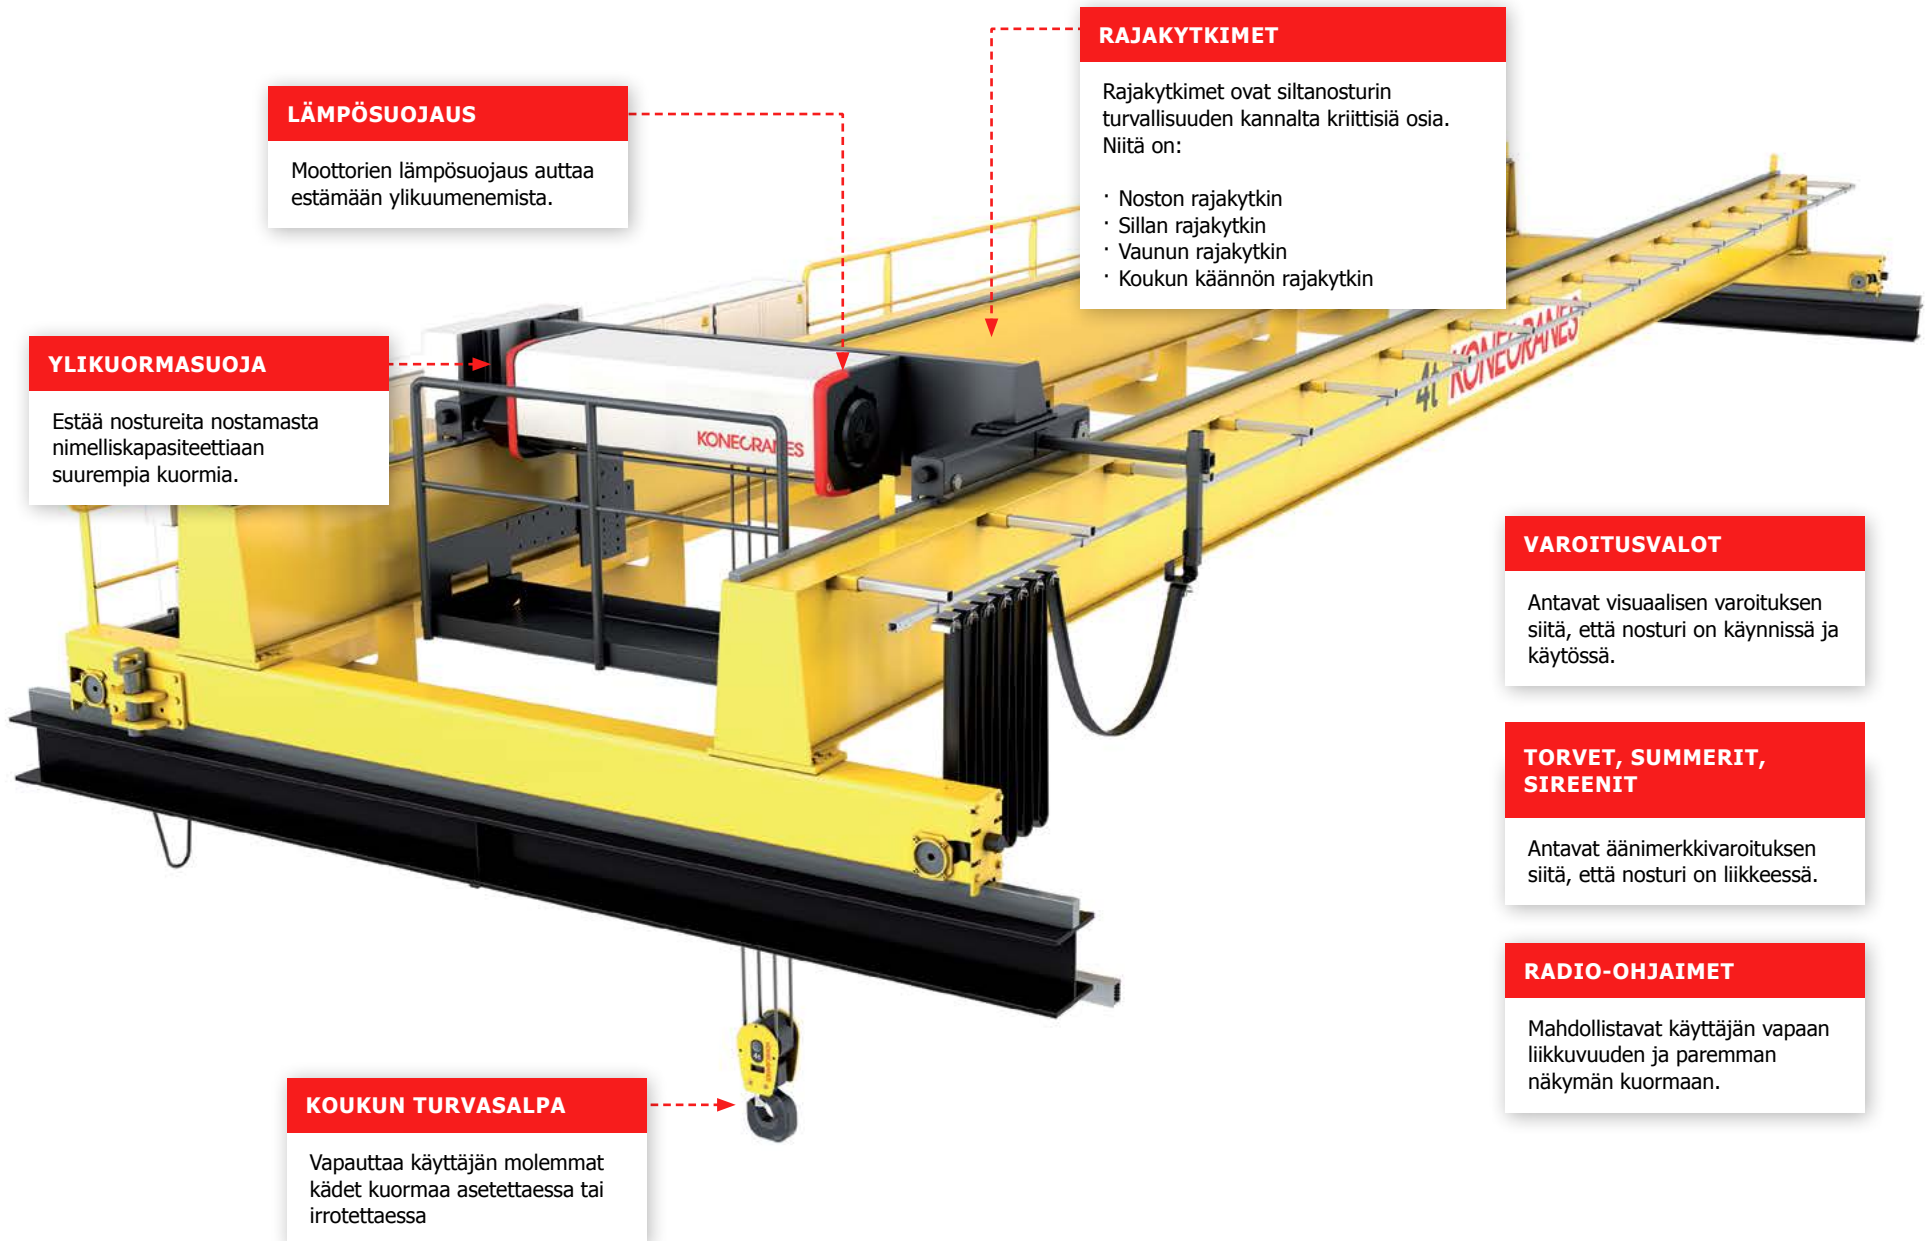 RAJAKYTKIMET
Rajakytkimet ovat siltanosturin
turvallisuuden kannalta kriittisiä osia.
Niitä on:
· Noston rajakytkin
· Sillan rajakytkin
· Vaunun rajakytkin
· Koukun käännön rajakytkin
LÄMPÖSUOJAUS
Moottorien lämpösuojaus auttaa
estämään ylikuumenemista.
YLIKUORMASUOJA
Estää nostureita nostamasta
nimelliskapasiteettiaan
suurempia kuormia.
KONECRANES
4t KONECRANES
VAROITUSVALOT
Antavat visuaalisen varoituksen
siitä, että nosturi on käynnissä ja
käytössä.
TORVET, SUMMERIT,
SIREENIT
Antavat äänimerkkivaroituksen
siitä, että nosturi on liikkeessä.
RADIO-OHJAIMET
Mahdollistavat käyttäjän vapaan
liikkuvuuden ja paremman
näkymän kuormaan.
4t
KOUKUN TURVASALPA
Vapauttaa käyttäjän molemmat
kädet kuormaa asetettaessa tai
irrotettaessa